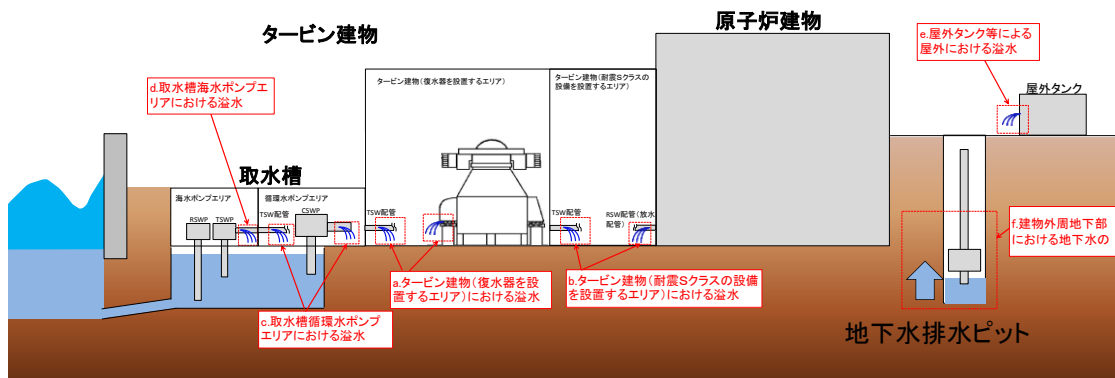 原子炉建物
タービン建物
e.屋外タンク等による
屋外における溢水
タービン建物(復水器を設置するエリア)
タービン建物(耐震Sクラスの
設備を設置するエリア)
d.取水槽海水ポンプエ
リアにおける溢水
屋外タンク
取水槽
海水ポンプエリア
循環水ポンプエリア
RSWP
TSWP
TSW配管
CSWP
TSW配管
TSW配管
RSW配管(放水
配管)
f.建物外周地下部
における地下水の
a.タービン建物(復水器を設
置するエリア)における溢水
b.タービン建物(耐震Sクラスの設備
を設置するエリア)における溢水
c.取水槽循環水ポンプ
エリアにおける溢水
地下水排水ピット